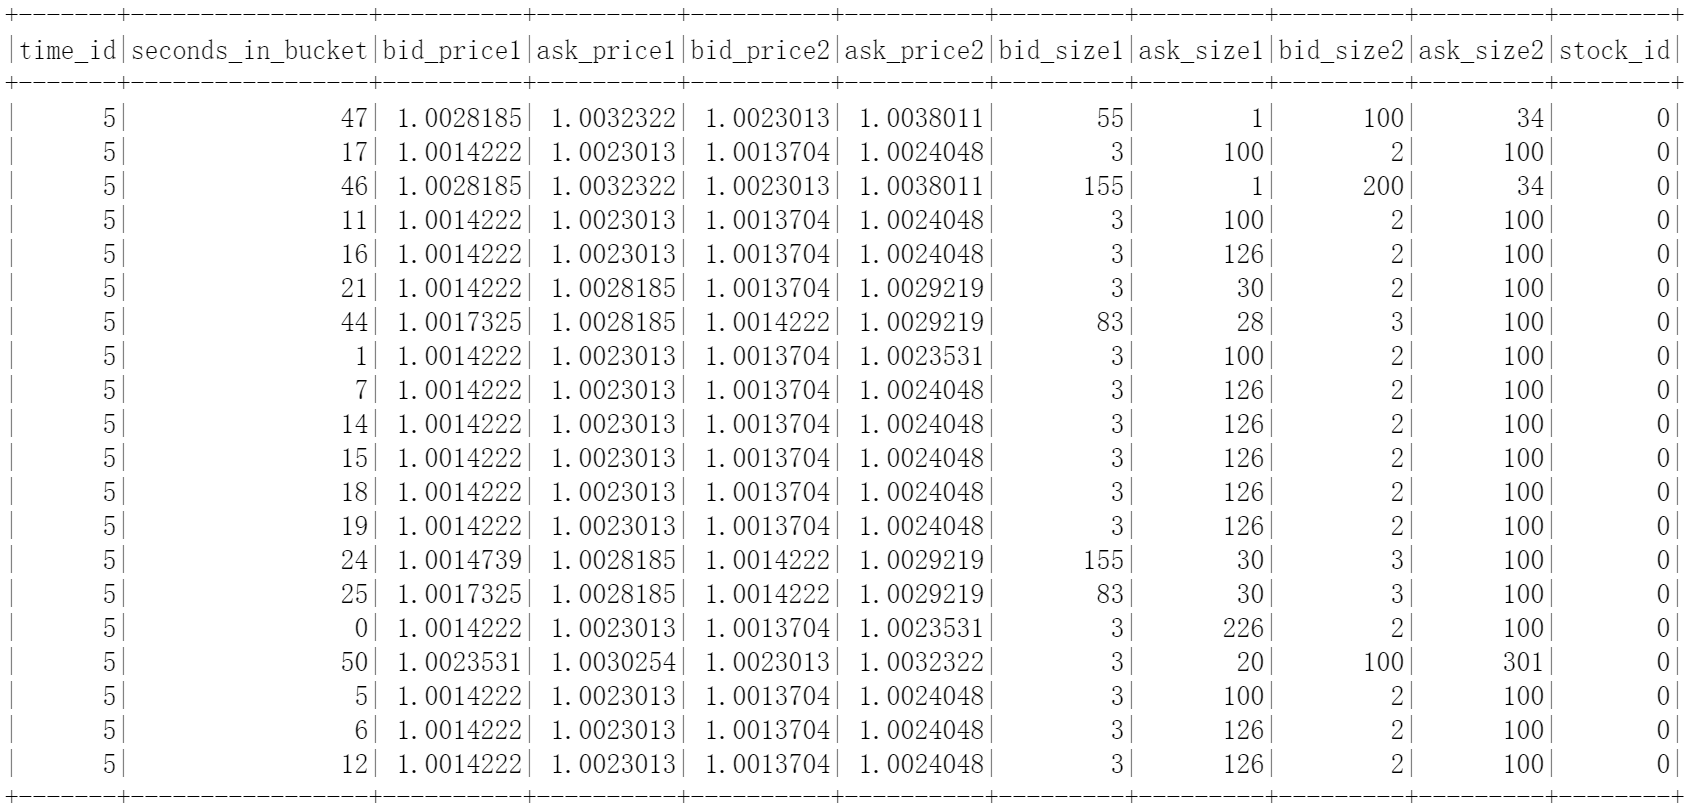 +-------+-----------------+----------+----------+----------+----------+---------+---------+---------+---------+--------+
|time_id|seconds_in_bucket|bid_price1|ask_price1|bid_price2|ask_price2|bid_size1|ask_size1|bid_size2|ask_size2|stock_id|
+-------+-----------------+----------+----------+----------+----------+---------+---------+---------+---------+--------+
|      5|               47| 1.0028185| 1.0032322| 1.0023013| 1.0038011|       55|        1|      100|       34|       0|
|      5|               17| 1.0014222| 1.0023013| 1.0013704| 1.0024048|        3|      100|        2|      100|       0|
|      5|               46| 1.0028185| 1.0032322| 1.0023013| 1.0038011|      155|        1|      200|       34|       0|
|      5|               11| 1.0014222| 1.0023013| 1.0013704| 1.0024048|        3|      100|        2|      100|       0|
|      5|               16| 1.0014222| 1.0023013| 1.0013704| 1.0024048|        3|      126|        2|      100|       0|
|      5|               21| 1.0014222| 1.0028185| 1.0013704| 1.0029219|        3|       30|        2|      100|       0|
|      5|               44| 1.0017325| 1.0028185| 1.0014222| 1.0029219|       83|       28|        3|      100|       0|
|      5|                1| 1.0014222| 1.0023013| 1.0013704| 1.0023531|        3|      100|        2|      100|       0|
|      5|                7| 1.0014222| 1.0023013| 1.0013704| 1.0024048|        3|      126|        2|      100|       0|
|      5|               14| 1.0014222| 1.0023013| 1.0013704| 1.0024048|        3|      126|        2|      100|       0|
|      5|               15| 1.0014222| 1.0023013| 1.0013704| 1.0024048|        3|      126|        2|      100|       0|
|      5|               18| 1.0014222| 1.0023013| 1.0013704| 1.0024048|        3|      126|        2|      100|       0|
|      5|               19| 1.0014222| 1.0023013| 1.0013704| 1.0024048|        3|      126|        2|      100|       0|
|      5|               24| 1.0014739| 1.0028185| 1.0014222| 1.0029219|      155|       30|        3|      100|       0|
|      5|               25| 1.0017325| 1.0028185| 1.0014222| 1.0029219|       83|       30|        3|      100|       0|
|      5|                0| 1.0014222| 1.0023013| 1.0013704| 1.0023531|        3|      226|        2|      100|       0|
|      5|               50| 1.0023531| 1.0030254| 1.0023013| 1.0032322|        3|       20|      100|      301|       0|
|      5|                5| 1.0014222| 1.0023013| 1.0013704| 1.0024048|        3|      100|        2|      100|       0|
|      5|                6| 1.0014222| 1.0023013| 1.0013704| 1.0024048|        3|      126|        2|      100|       0|
|      5|               12| 1.0014222| 1.0023013| 1.0013704| 1.0024048|        3|      126|        2|      100|       0|
+-------+-----------------+----------+----------+----------+----------+---------+---------+---------+---------+--------+